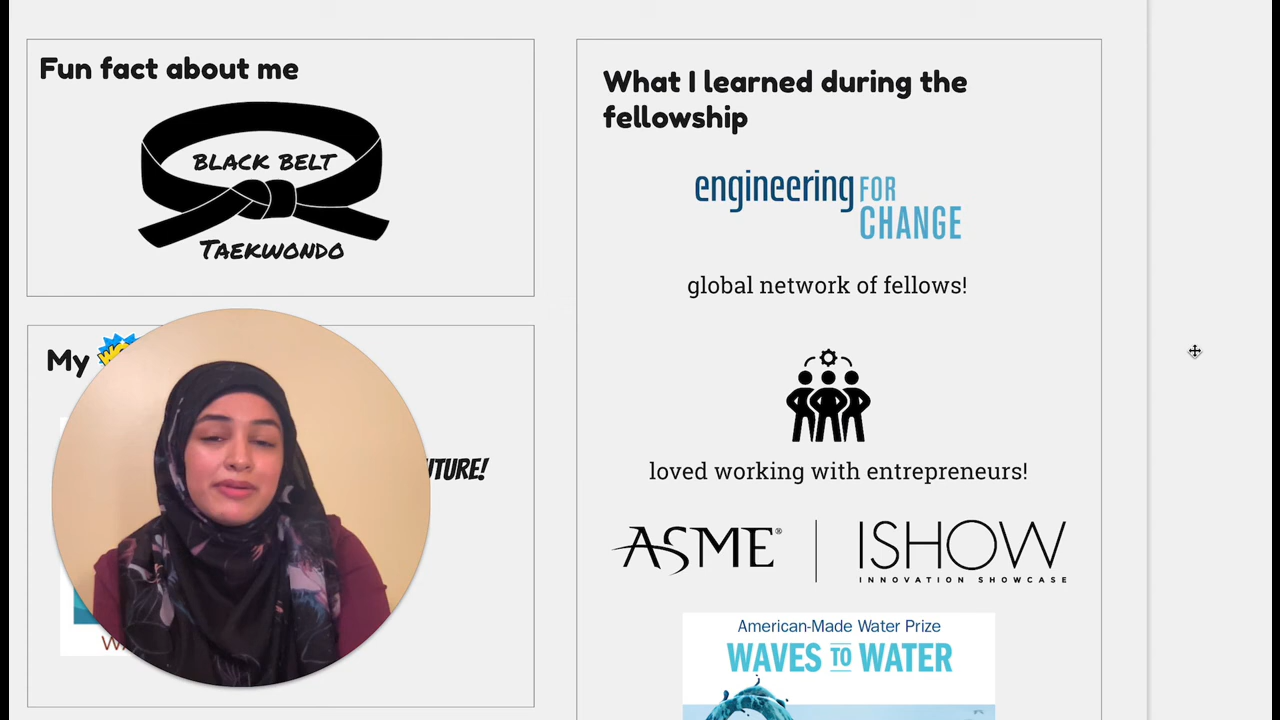 Fun fact about me
BLACK BELT
TAEKWONDO
My
UTURE!
What I learned during the
fellowship
engineering FOR
CHANGE
global network of fellows!
loved working with entrepreneurs!
ASME® | ISHOW
INNOVATION SHOWCASE
American-Made Water Prize
WAVES TO WATER